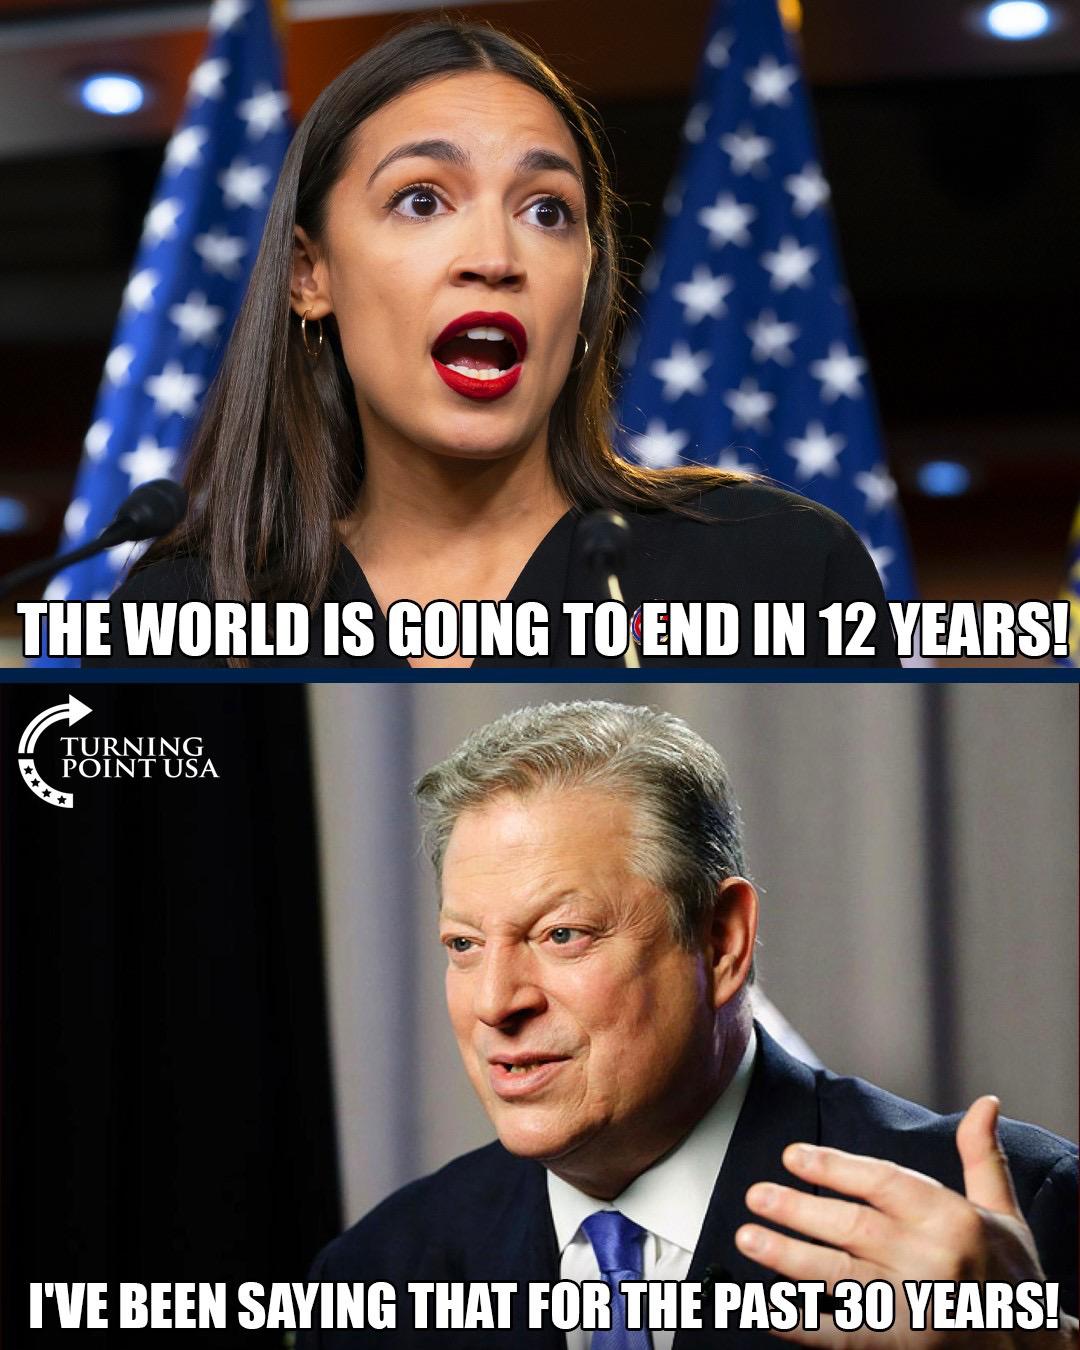 THE WORLD IS GOING TO END IN 12 YEARS!
TURNING
POINT USA
I'VE BEEN SAYING THAT FOR THE PAST 30 YEARS!